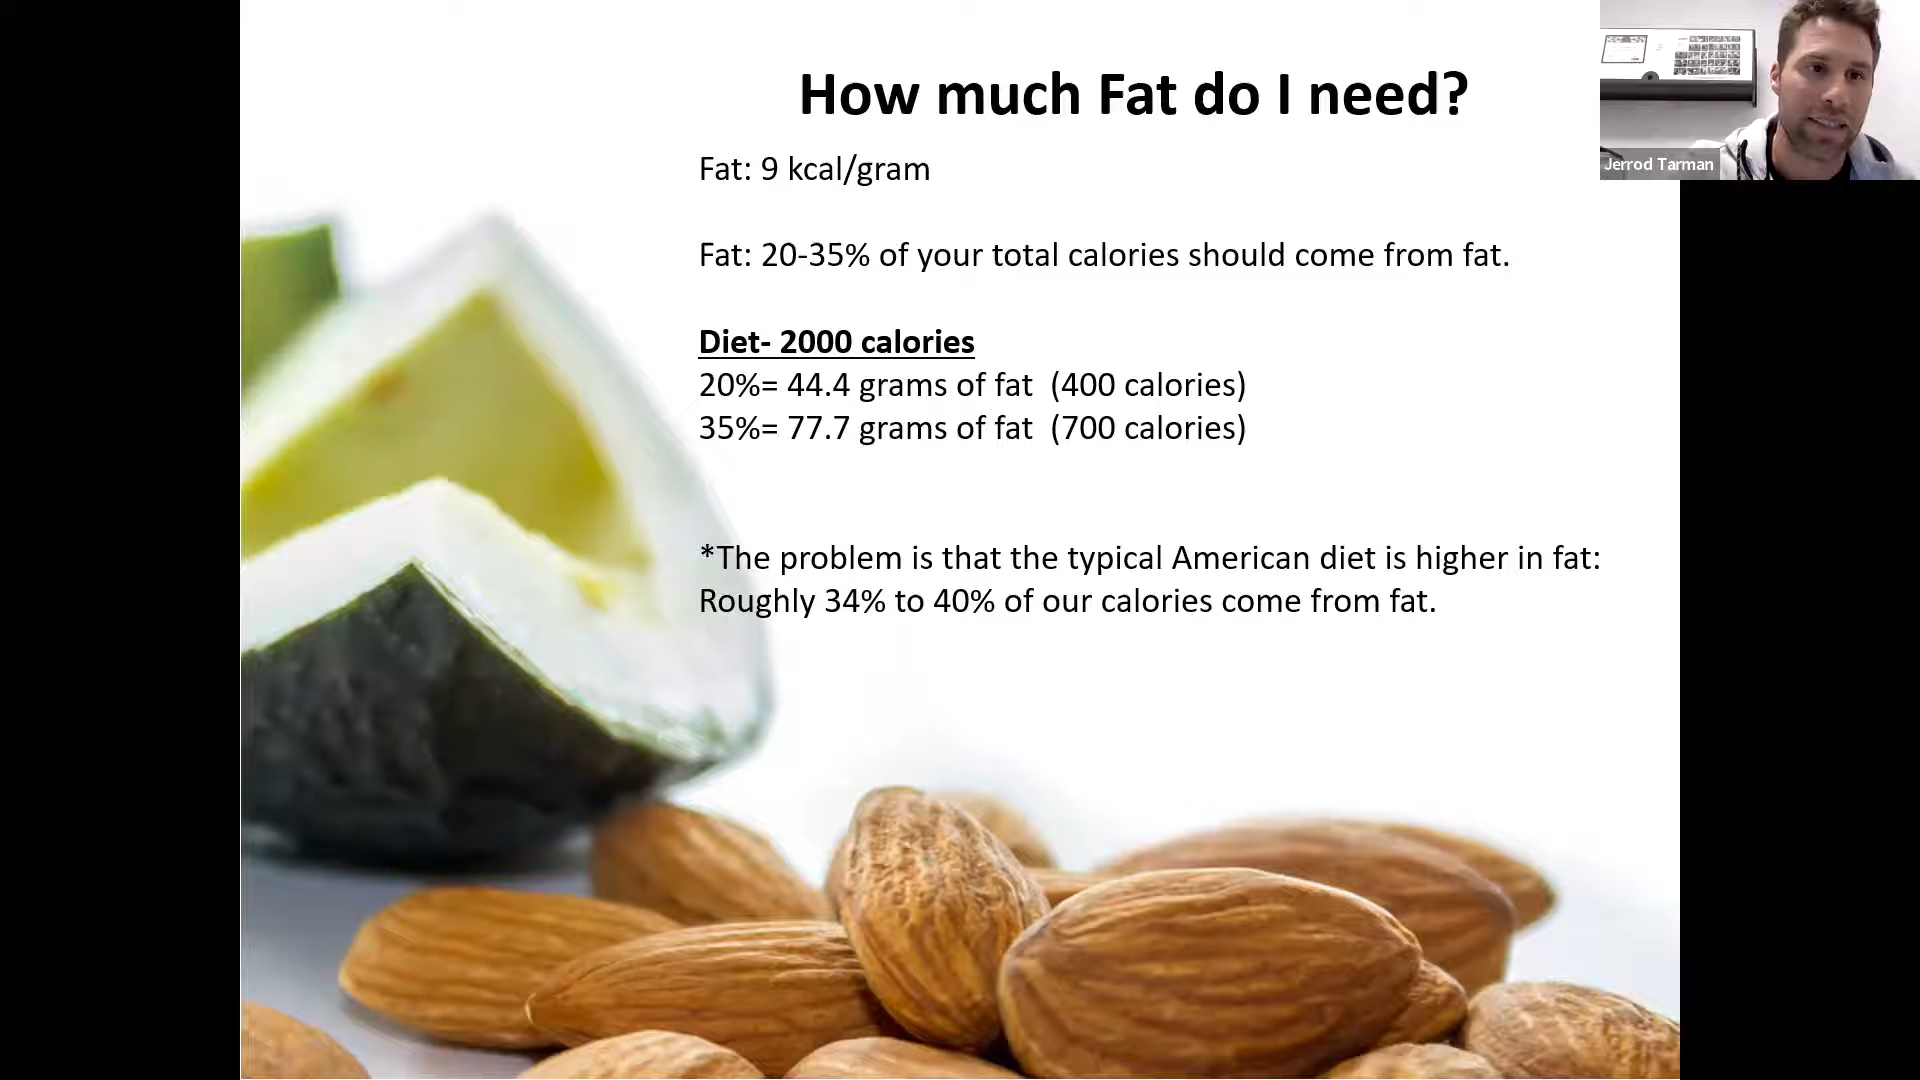 How much Fat do I need?
Fat: 9 kcal/gram
Fat: 20-35% of your total calories should come from fat.
Diet- 2000 calories
20%= 44.4 grams of fat  (400 calories)
35%= 77.7 grams of fat  (700 calories)
*The problem is that the typical American diet is higher in fat:
Roughly 34% to 40% of our calories come from fat.
Jerrod Tarman